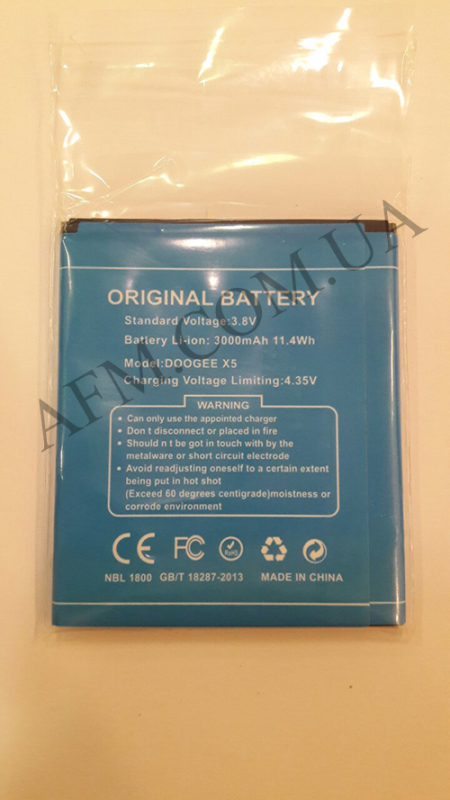 ORIGINAL BATTERY
Standard Voltage:3.8V
Battery Li-ion: 3000mAh 11.4Wh
Model:DOOGEE X5
Charging Voltage Limiting:4.35V
WARNING
• Can only use the appointed charger
• Don t disconnect or placed in fire
• Should n t be got in touch with by the
metalware or short circuit electrode
• Avoid readjusting oneself to a certain extent
being put in hot shot
(Exceed 60 degrees centigrade)moistness or
corrode environment
CE FC RoHS
NBL 1800 GB/T 18287-2013 MADE IN CHINA
AFM.COM.UA